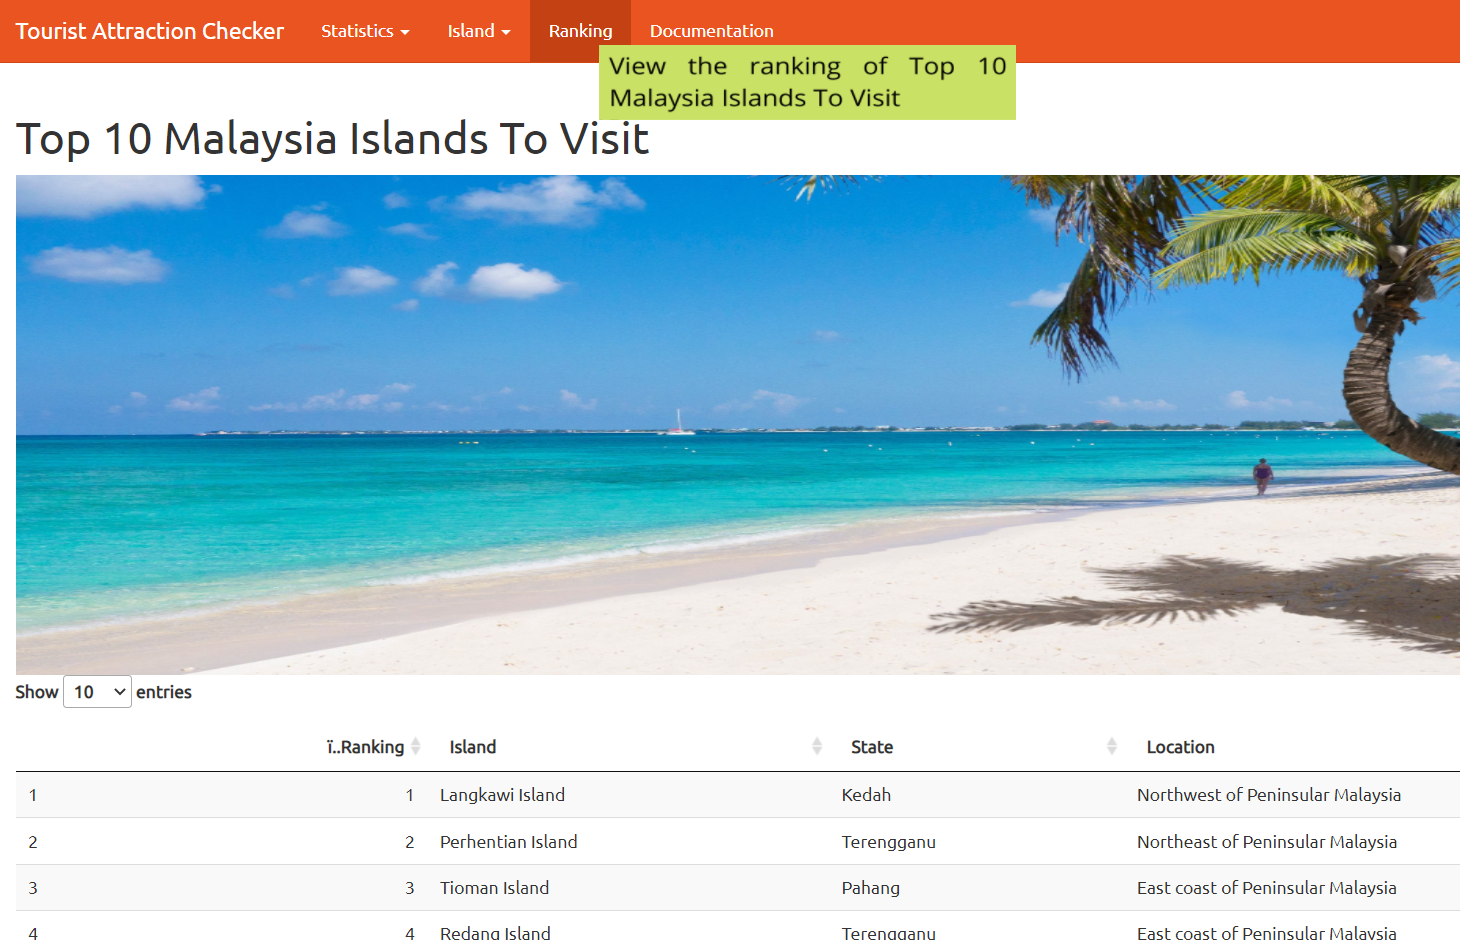 Tourist Attraction Checker Statistics Island Ranking Documentation
View the ranking of Top 10
Malaysia Islands To Visit
Top 10 Malaysia Islands To Visit
Show 10 entries
ï..Ranking Island State Location
1 1 Langkawi Island Kedah Northwest of Peninsular Malaysia
2 2 Perhentian Island Terengganu Northeast of Peninsular Malaysia
3 3 Tioman Island Pahang East coast of Peninsular Malaysia
4 4 Redang Island Terengganu East coast of Peninsular Malaysia